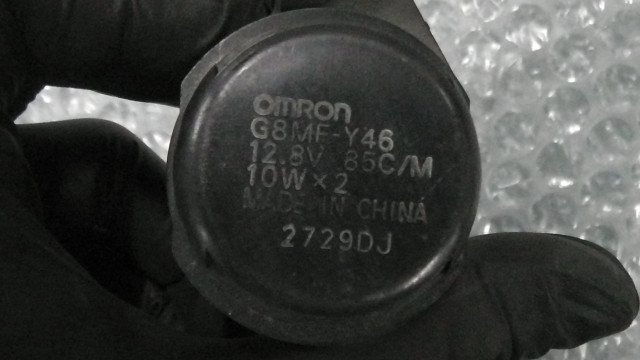 omron
G8MF-Y46
12.8V 85C/M
10W×2
MADE IN CHINA
2729DJ